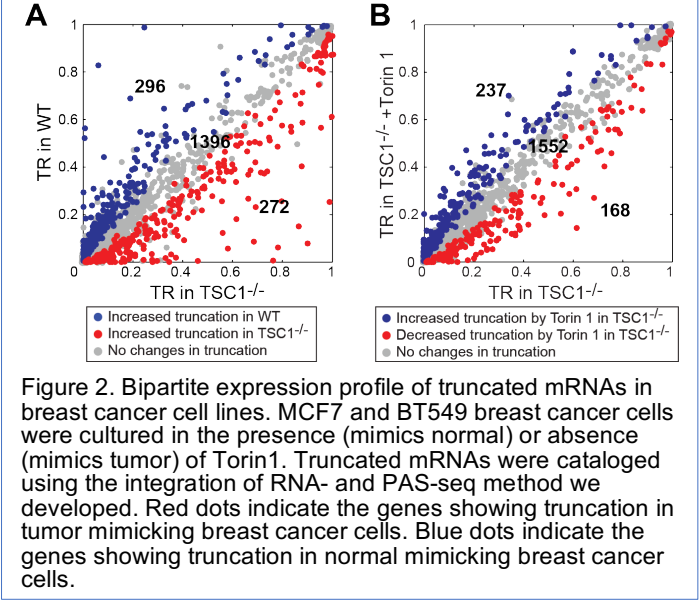 A
B
1
0.8
0.6
0.4
0.2
0
296
1396
272
TR in WT
0 0.2 0.4 0.6 0.8 1
TR in TSC1⁻/⁻
1
0.8
0.6
0.4
0.2
0
237
1552
168
TR in TSC1⁻/⁻ +Torin 1
0 0.2 0.4 0.6 0.8 1
TR in TSC1⁻/⁻
Increased truncation in WT
Increased truncation in TSC1⁻/⁻
No changes in truncation
Increased truncation by Torin 1 in TSC1⁻/⁻
Decreased truncation by Torin 1 in TSC1⁻/⁻
No changes in truncation
Figure 2. Bipartite expression profile of truncated mRNAs in
breast cancer cell lines. MCF7 and BT549 breast cancer cells
were cultured in the presence (mimics normal) or absence
(mimics tumor) of Torin1. Truncated mRNAs were cataloged
using the integration of RNA- and PAS-seq method we
developed. Red dots indicate the genes showing truncation in
tumor mimicking breast cancer cells. Blue dots indicate the
genes showing truncation in normal mimicking breast cancer
cells.